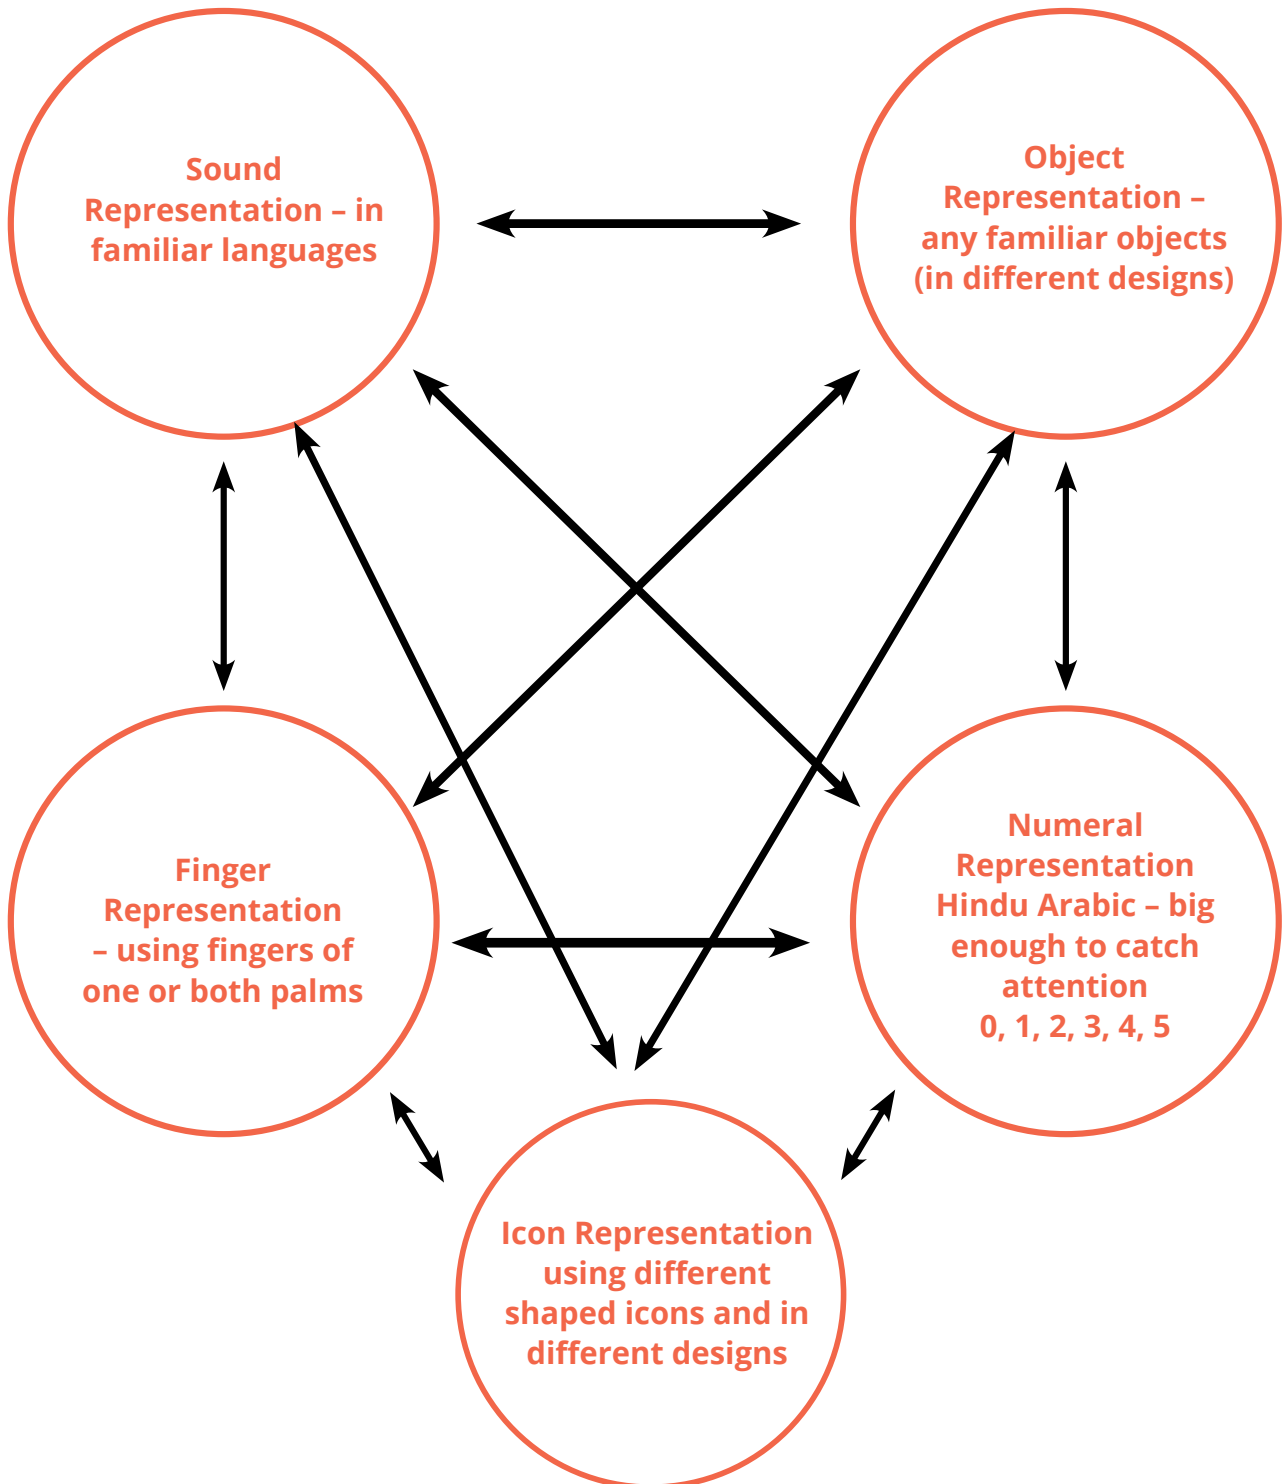 Sound
Representation – in
familiar languages
Object
Representation –
any familiar objects
(in different designs)
Finger
Representation
– using fingers of
one or both palms
Numeral
Representation
Hindu Arabic – big
enough to catch
attention
0, 1, 2, 3, 4, 5
Icon Representation
using different
shaped icons and in
different designs